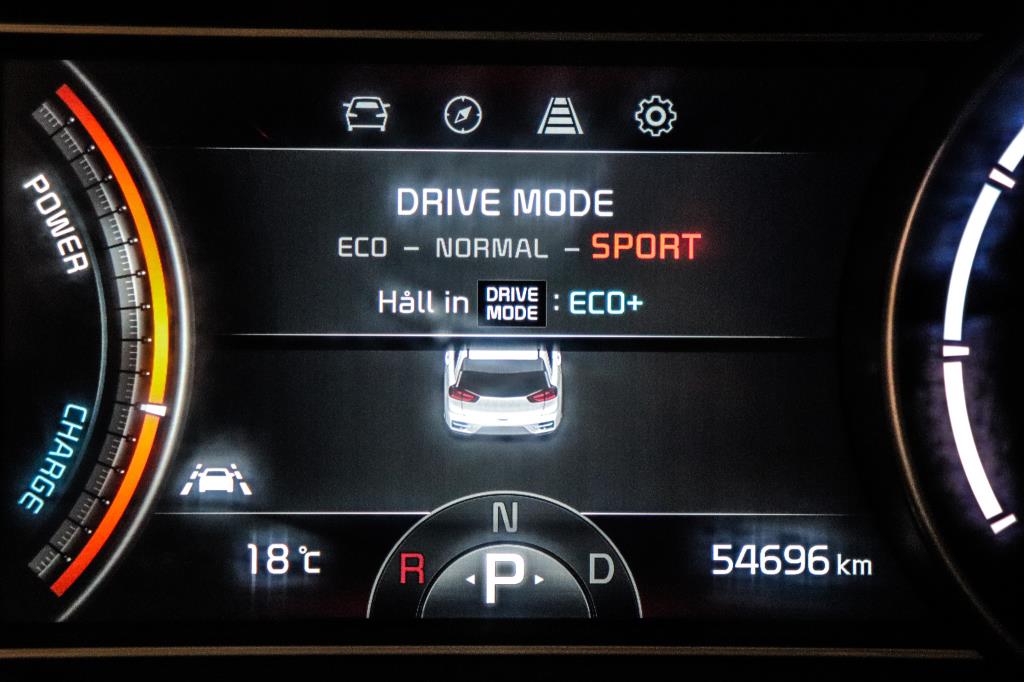 DRIVE MODE
ECO – NORMAL – SPORT
Håll in DRIVE MODE : ECO+
POWER
CHARGE
18 °C
N
R P D
54696 km